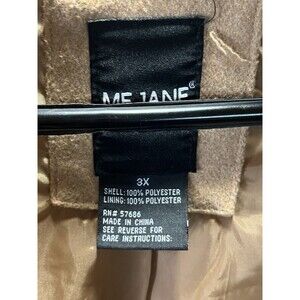 ME JANE®
3X
SHELL: 100% POLYESTER
LINING: 100% POLYESTER
RN# 57686
MADE IN CHINA
SEE REVERSE FOR
CARE INSTRUCTIONS: